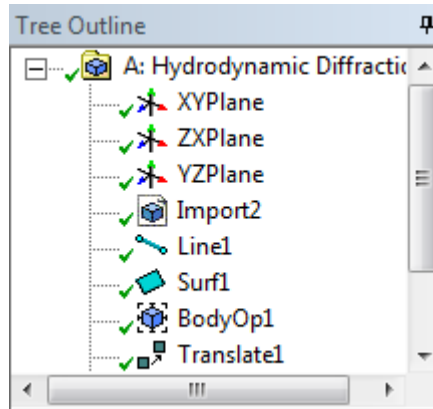 Tree Outline
A: Hydrodynamic Diffractic
XYPlane
ZXPlane
YZPlane
Import2
Line1
Surf1
BodyOp1
Translate1